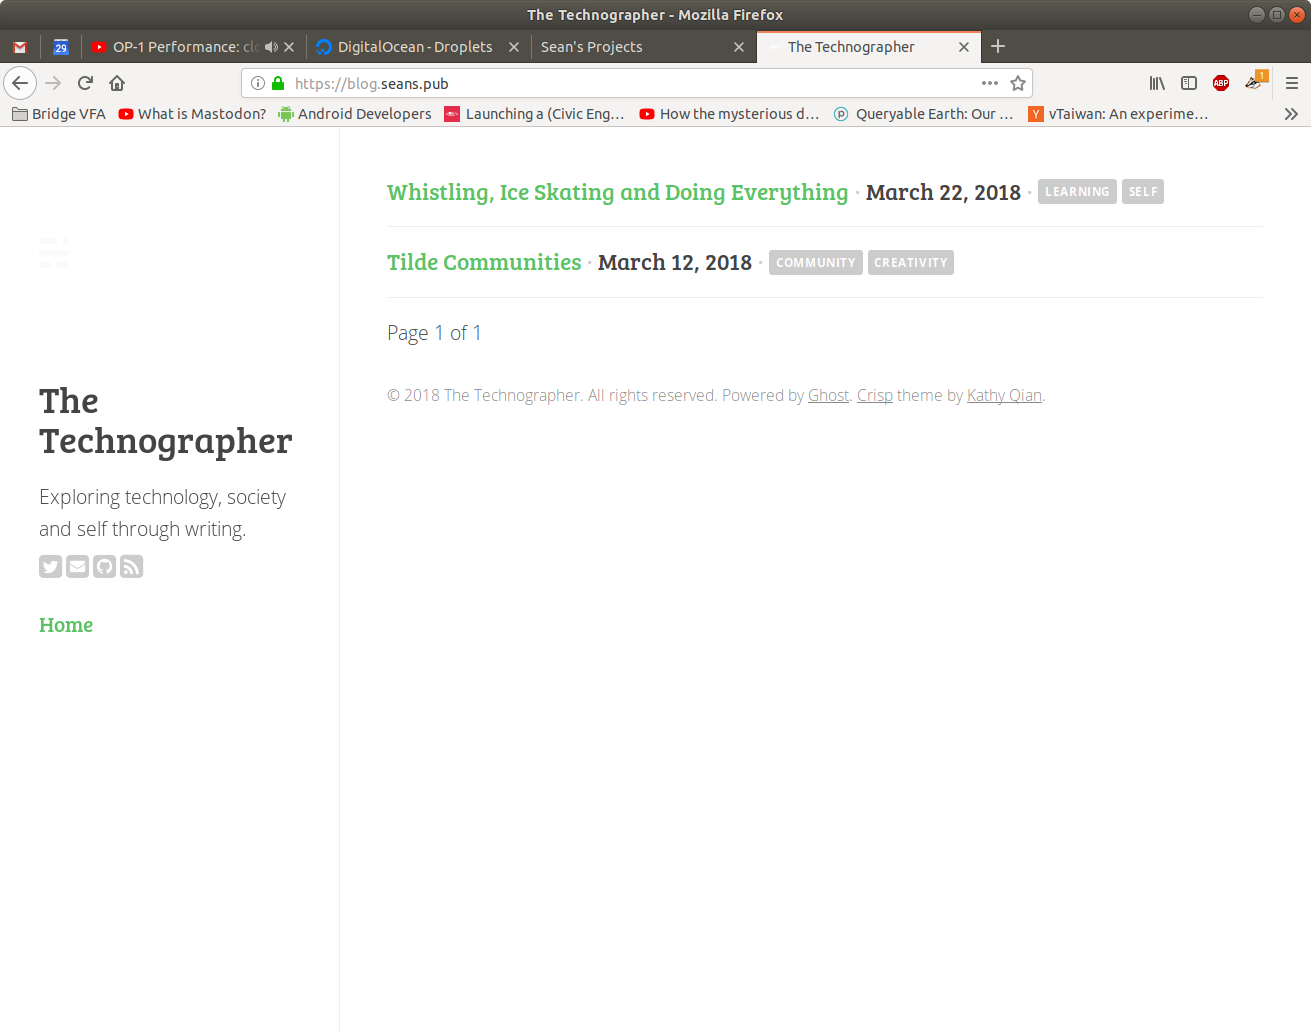 The Technographer - Mozilla Firefox
29 OP-1 Performance: clo DigitalOcean - Droplets Sean's Projects The Technographer
https://blog.seans.pub ABP 1
Bridge VFA What is Mastodon? Android Developers Launching a (Civic Eng… How the mysterious d… Queryable Earth: Our … Y vTaiwan: An experime…
Whistling, Ice Skating and Doing Everything · March 22, 2018 · LEARNING SELF
Tilde Communities · March 12, 2018 · COMMUNITY CREATIVITY
Page 1 of 1
© 2018 The Technographer. All rights reserved. Powered by Ghost. Crisp theme by Kathy Qian.
The
Technographer
Exploring technology, society
and self through writing.
Home